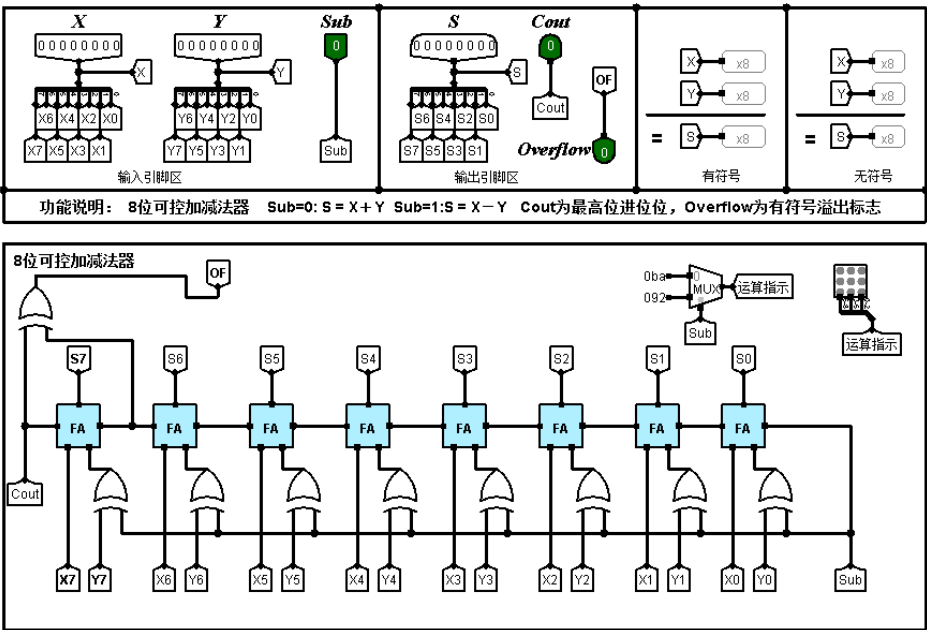 X Y Sub S Cout
00000000 00000000 0 00000000 0 OF
X Y S X x8 X x8
X6 X4 X2 X0 Y6 Y4 Y2 Y0 S6 S4 S2 S0 Cout Y x8 Y x8
X7 X5 X3 X1 Y7 Y5 Y3 Y1 Sub S7 S5 S3 S1 Overflow 0 = S x8 = S x8
输入引脚区 输出引脚区 有符号 无符号
功能说明: 8位可控加减法器 Sub=0: S = X+Y Sub=1:S = X-Y Cout为最高位进位位，Overflow为有符号溢出标志
8位可控加减法器 OF
0ba 0
092 MUX 运算指示
Sub 运算指示
S7 S6 S5 S4 S3 S2 S1 S0
FA FA FA FA FA FA FA FA
Cout
X7 Y7 X6 Y6 X5 Y5 X4 Y4 X3 Y3 X2 Y2 X1 Y1 X0 Y0 Sub